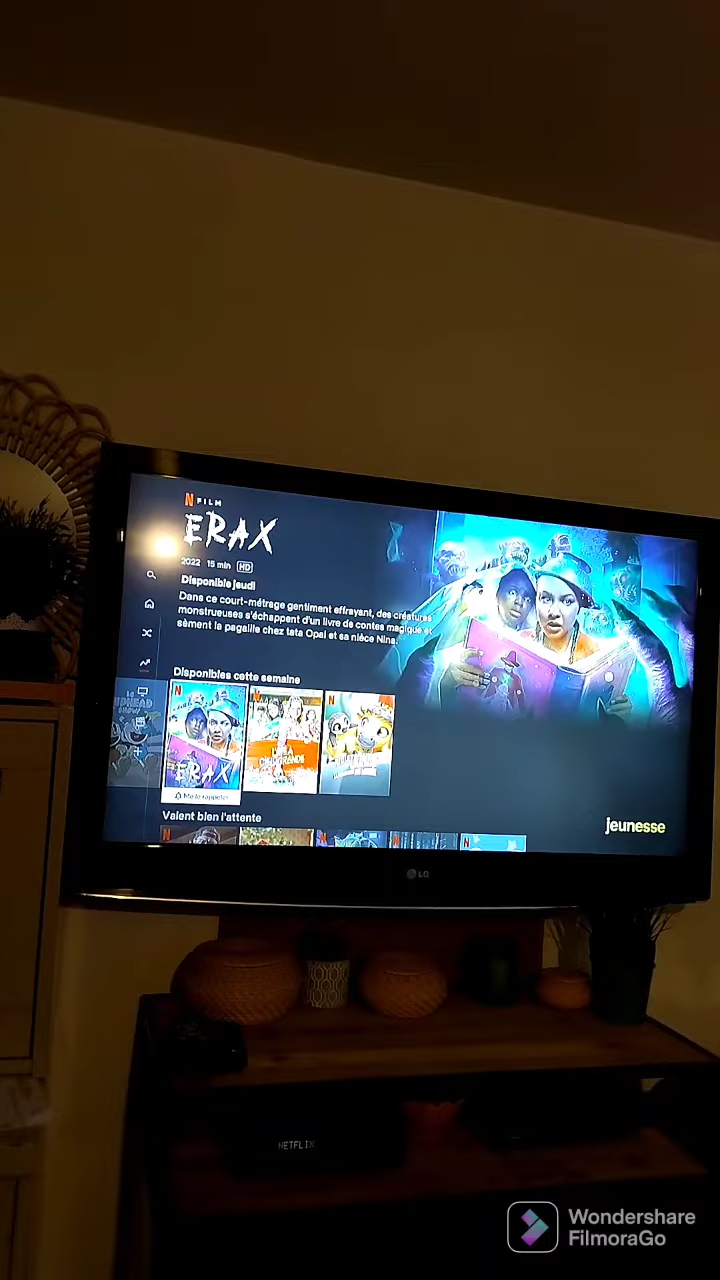 N FILM
ERAX
2022 15 min HD
Disponible jeudi
Dans ce court-métrage gentiment effrayant, des créatures
monstrueuses s'échappent d'un livre de contes magique et
sèment la pagaille chez tata Opal et sa nièce Nina.
Disponibles cette semaine
N
N
N
ERAX
Me le rappeler
Valent bien l'attente
N
N
N
N
jeunesse
LG
NETFLIX
Wondershare
FilmoraGo